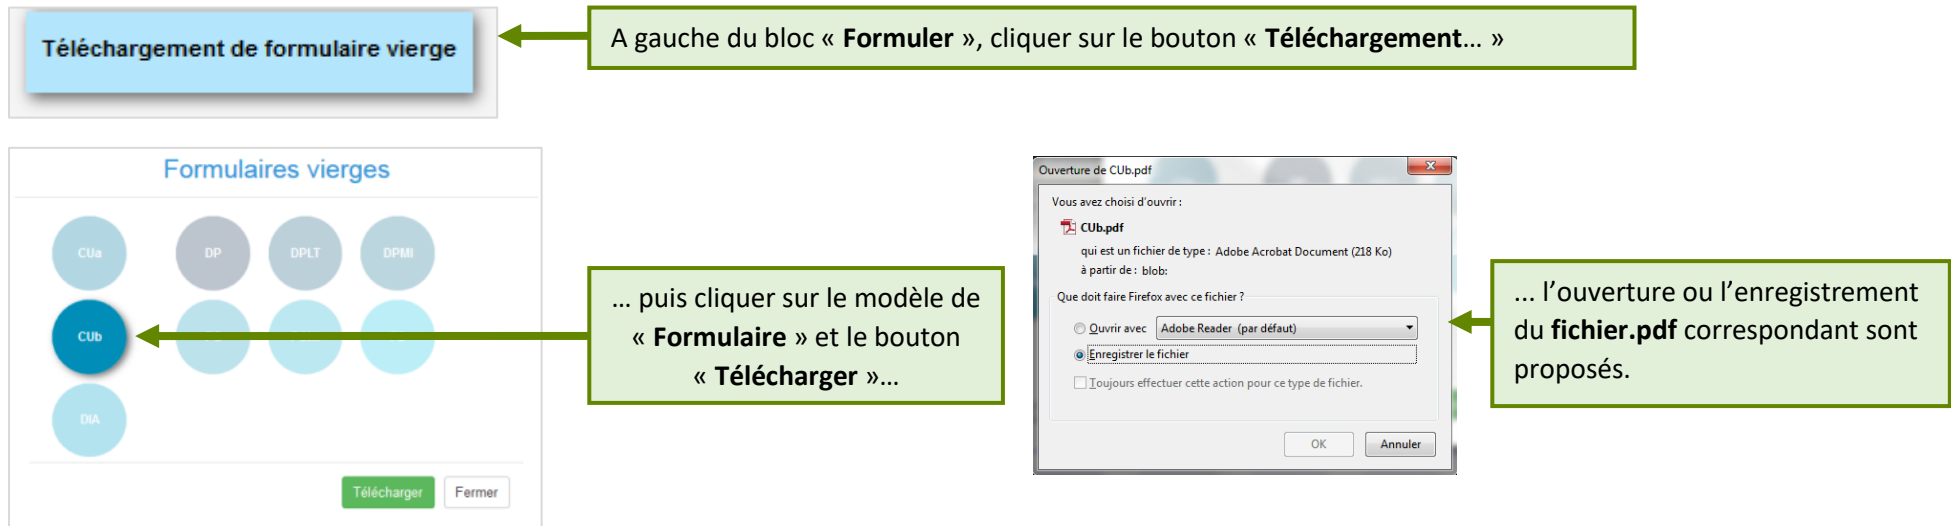 Téléchargement de formulaire vierge
A gauche du bloc « Formuler », cliquer sur le bouton « Téléchargement... »
Formulaires vierges
CUa
DP
DPLT
DPMI
CUb
DIA
Télécharger
Fermer
... puis cliquer sur le modèle de
« Formulaire » et le bouton
« Télécharger »...
Ouverture de CUb.pdf
Vous avez choisi d'ouvrir :
CUb.pdf
qui est un fichier de type : Adobe Acrobat Document (218 Ko)
à partir de : blob:
Que doit faire Firefox avec ce fichier ?
Ouvrir avec
Adobe Reader (par défaut)
Enregistrer le fichier
Toujours effectuer cette action pour ce type de fichier.
OK
Annuler
... l’ouverture ou l’enregistrement
du fichier.pdf correspondant sont
proposés.